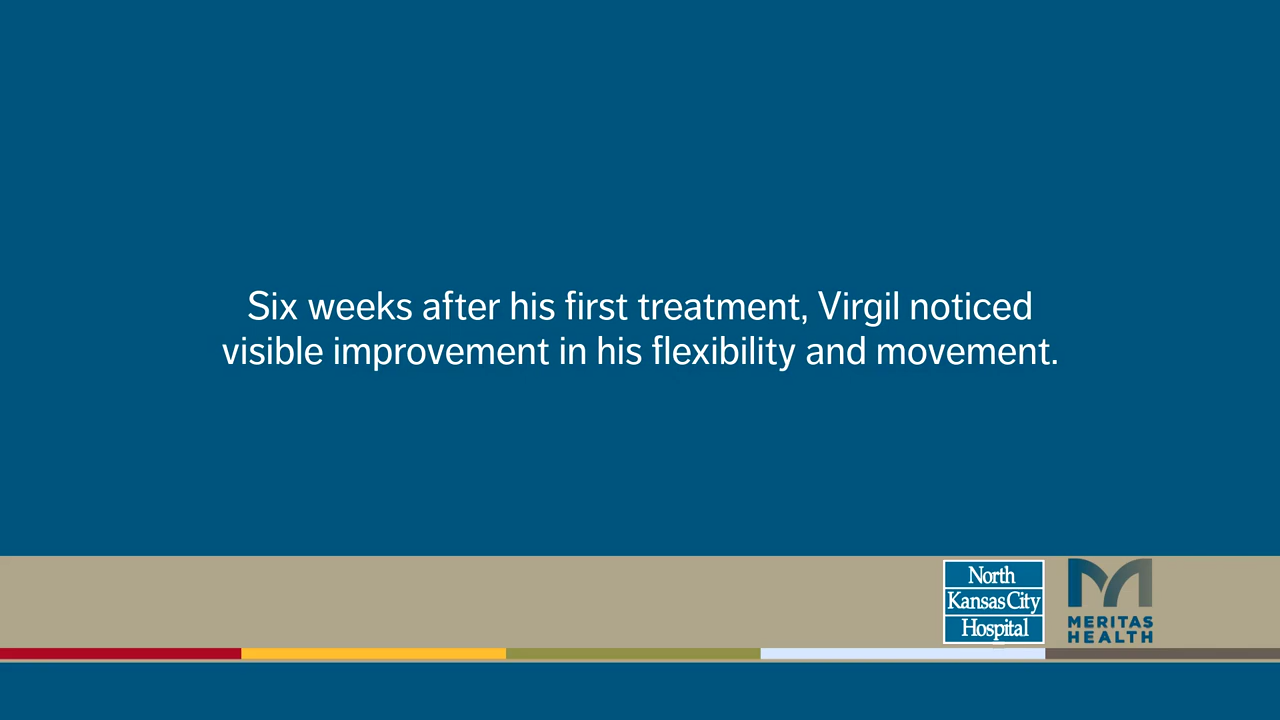 Six weeks after his first treatment, Virgil noticed
visible improvement in his flexibility and movement.
North
Kansas City
Hospital
MERITAS
HEALTH